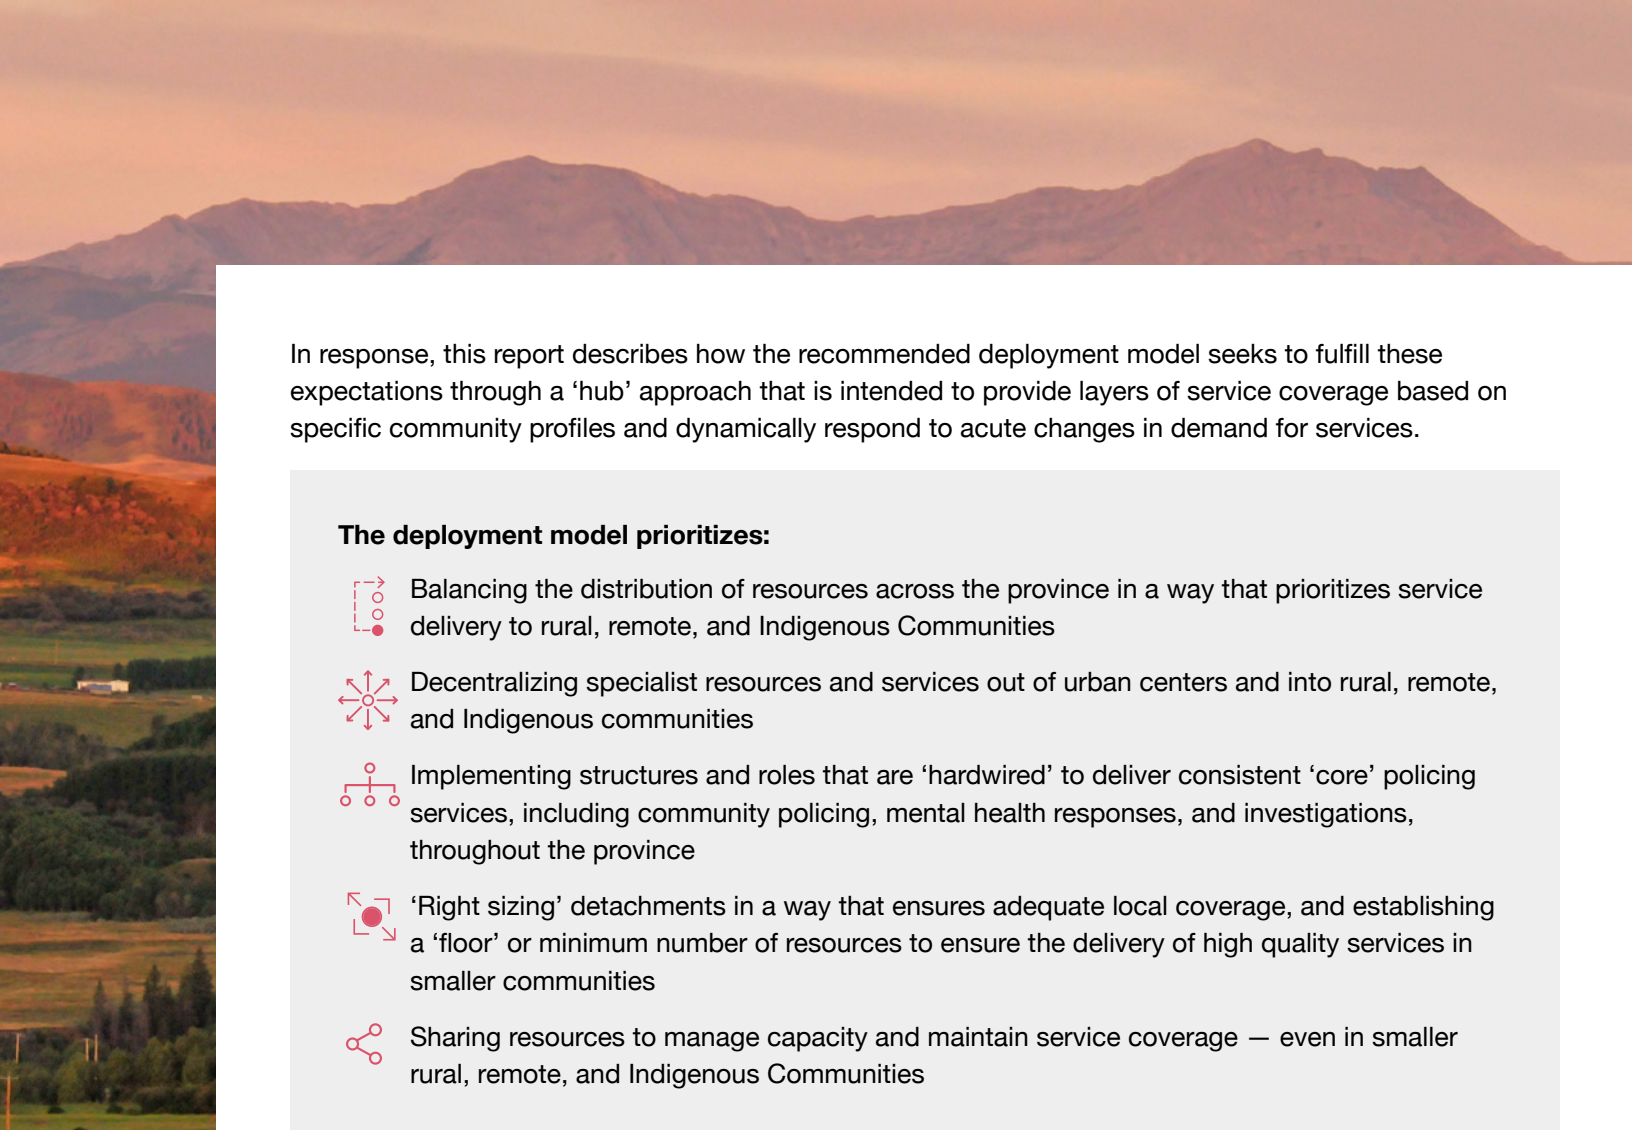 In response, this report describes how the recommended deployment model seeks to fulfill these
expectations through a ‘hub’ approach that is intended to provide layers of service coverage based on
specific community profiles and dynamically respond to acute changes in demand for services.
The deployment model prioritizes:
Balancing the distribution of resources across the province in a way that prioritizes service
delivery to rural, remote, and Indigenous Communities
Decentralizing specialist resources and services out of urban centers and into rural, remote,
and Indigenous communities
Implementing structures and roles that are ‘hardwired’ to deliver consistent ‘core’ policing
services, including community policing, mental health responses, and investigations,
throughout the province
‘Right sizing’ detachments in a way that ensures adequate local coverage, and establishing
a ‘floor’ or minimum number of resources to ensure the delivery of high quality services in
smaller communities
Sharing resources to manage capacity and maintain service coverage — even in smaller
rural, remote, and Indigenous Communities